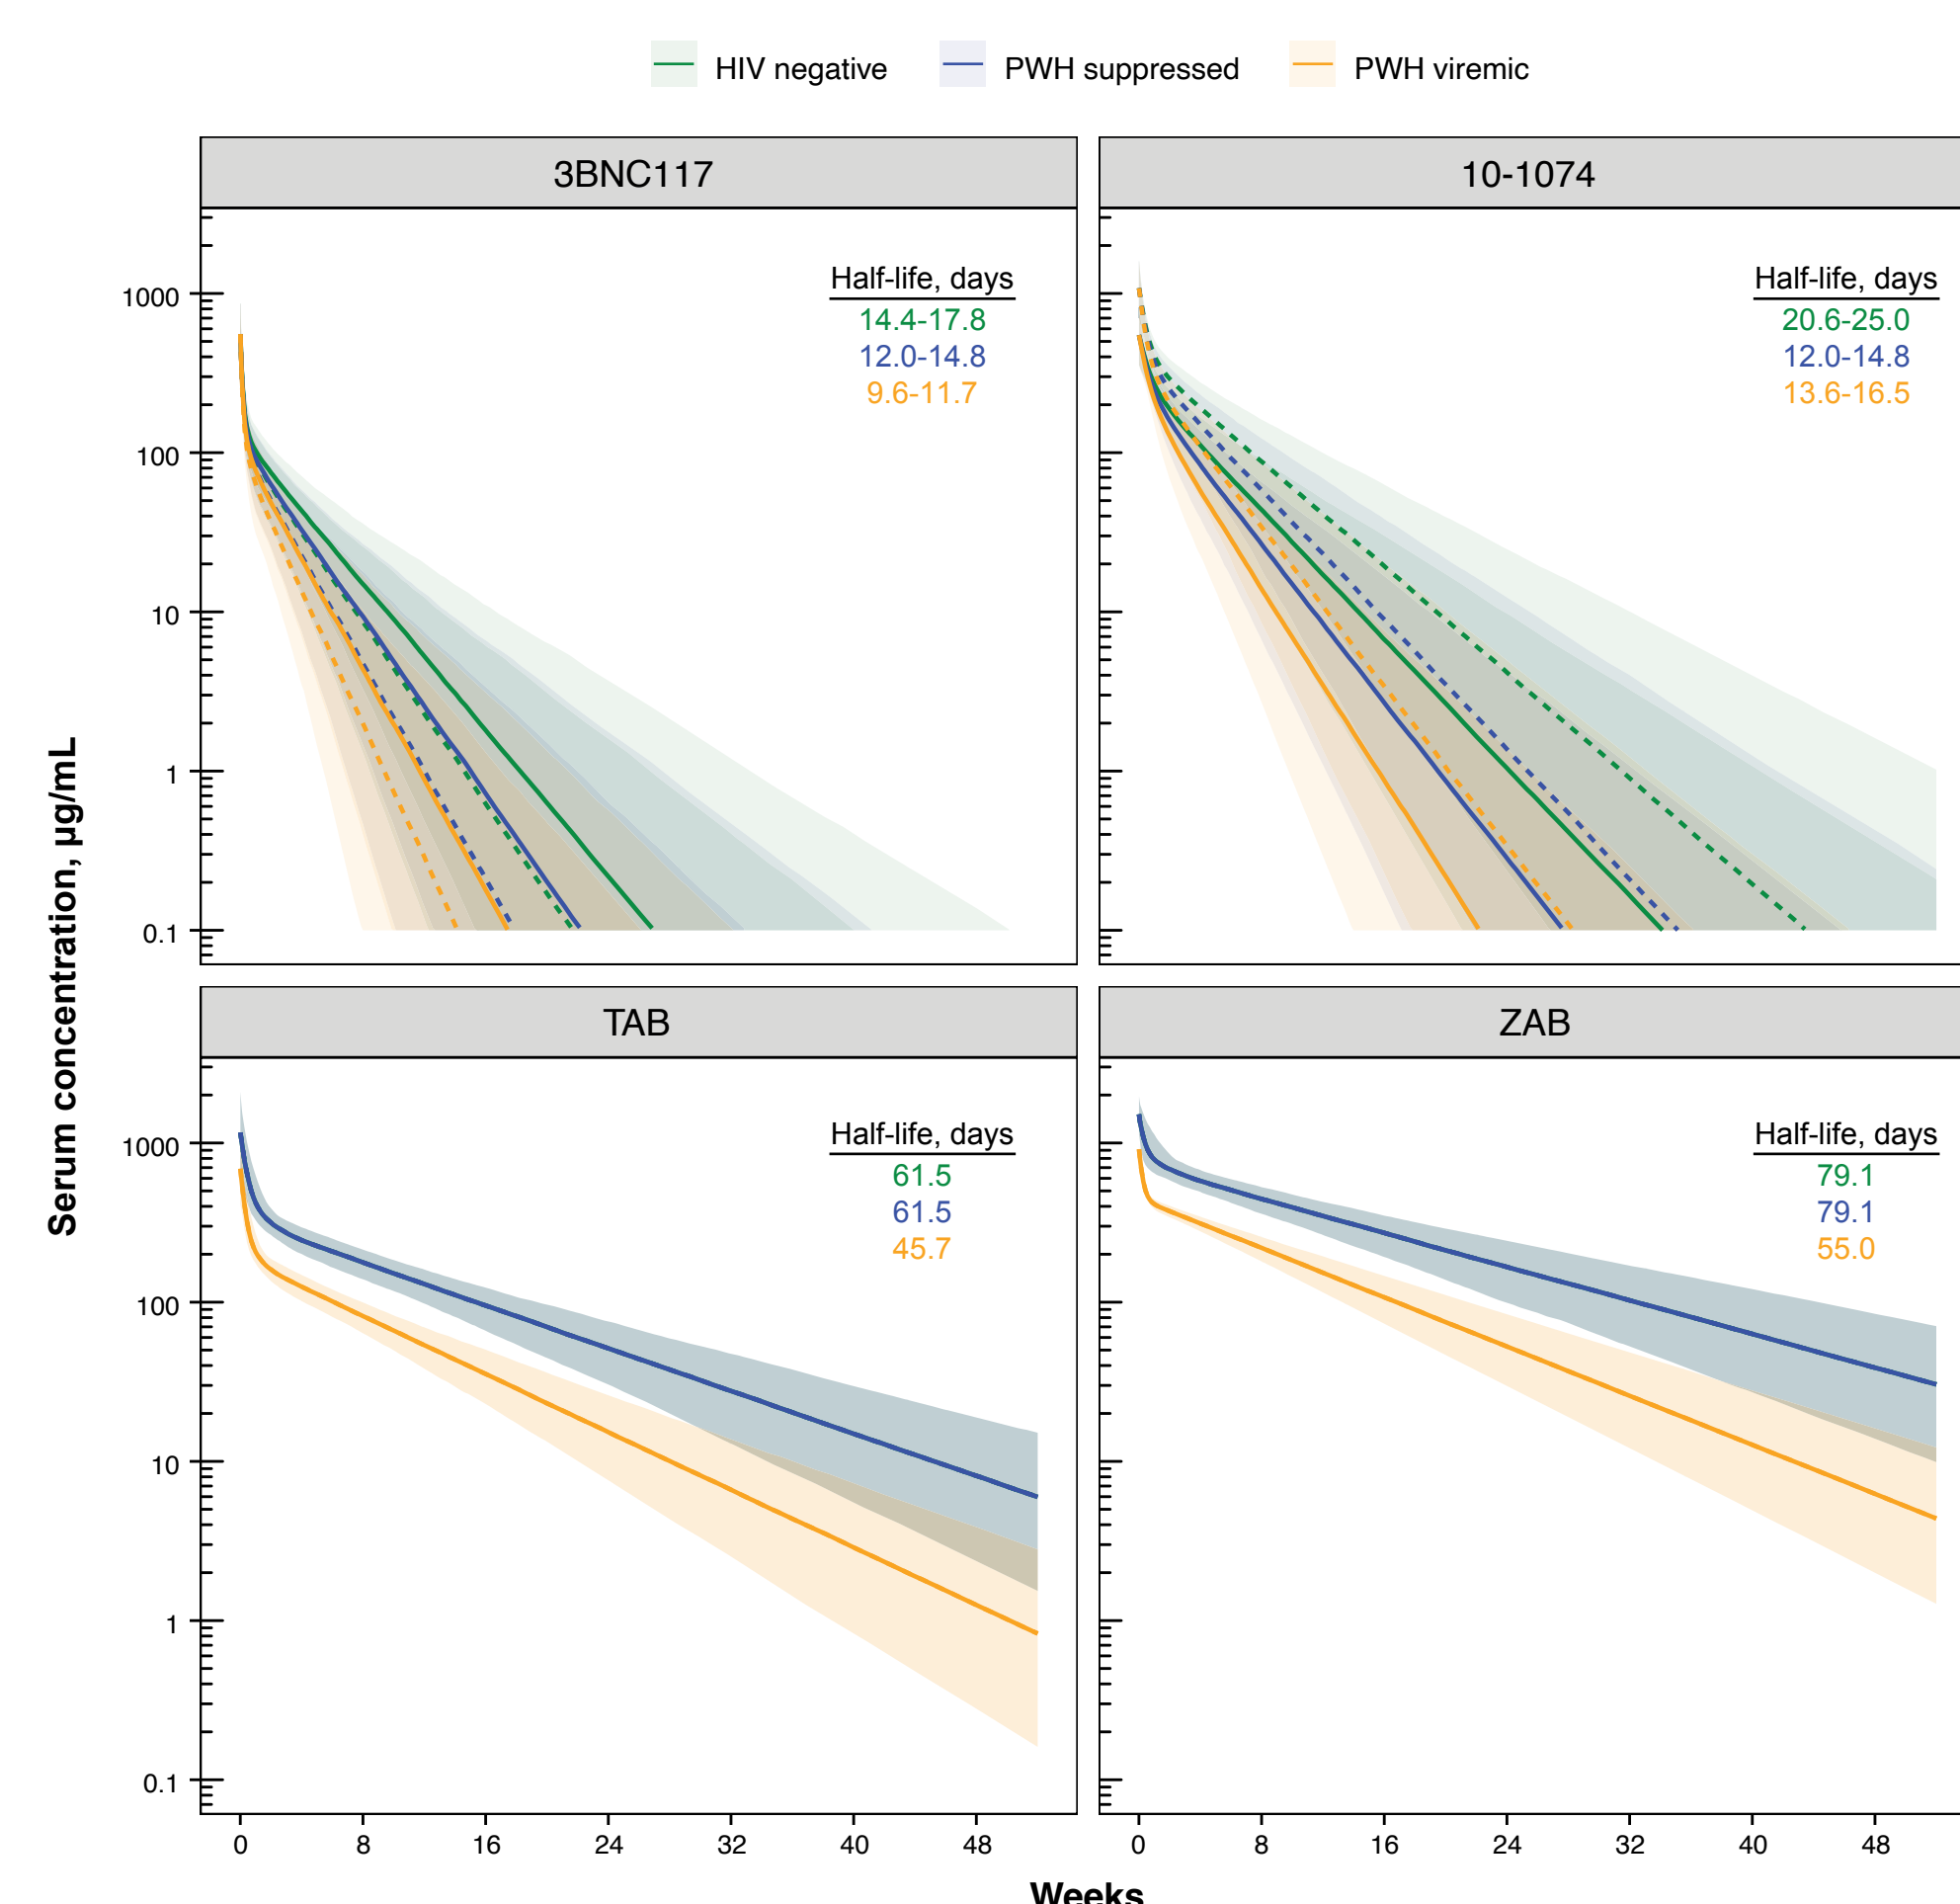 HIV negative PWH suppressed PWH viremic
3BNC117
10-1074
Half-life, days
14.4-17.8
12.0-14.8
9.6-11.7
Half-life, days
20.6-25.0
12.0-14.8
13.6-16.5
1000
100
10
1
0.1
Serum concentration, µg/mL
TAB
ZAB
Half-life, days
61.5
61.5
45.7
Half-life, days
79.1
79.1
55.0
1000
100
10
1
0.1
0 8 16 24 32 40 48
0 8 16 24 32 40 48
Weeks